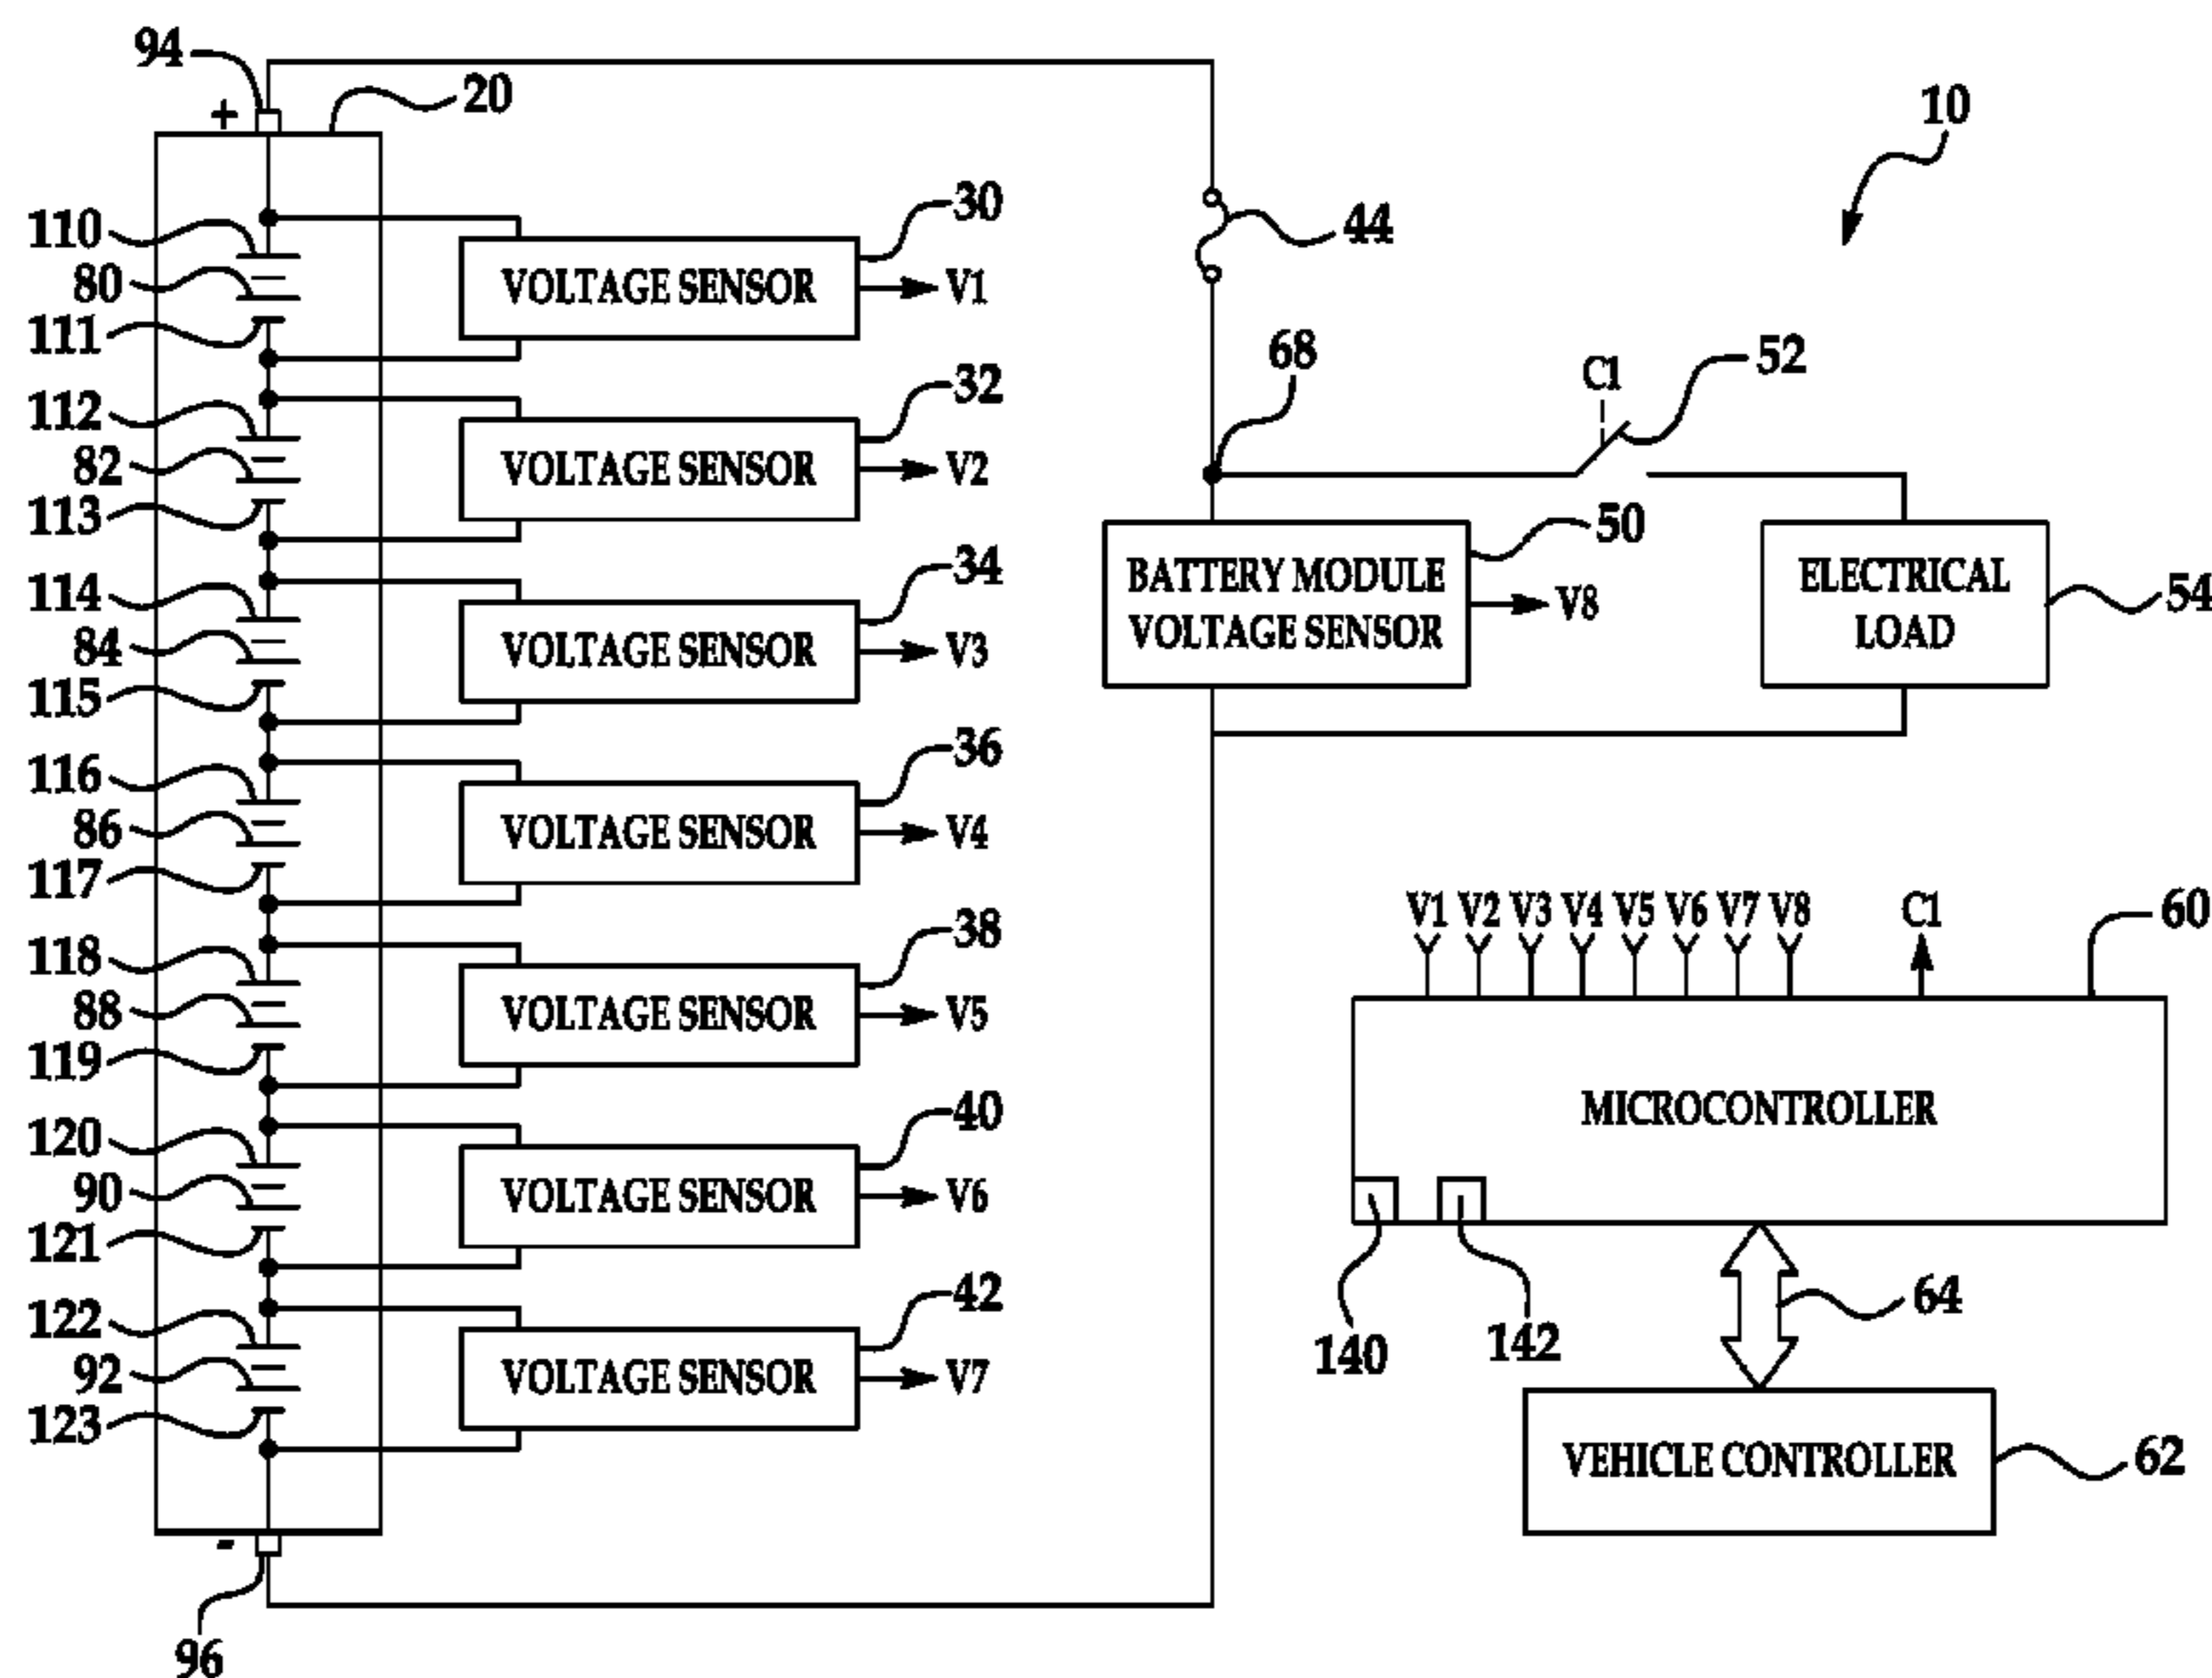 94
20
+
10
110
80
111
VOLTAGE SENSOR
30
V1
44
112
82
113
VOLTAGE SENSOR
32
V2
68
C1
52
114
84
115
VOLTAGE SENSOR
34
V3
BATTERY MODULE
VOLTAGE SENSOR
50
V8
ELECTRICAL
LOAD
54
116
86
117
VOLTAGE SENSOR
36
V4
118
88
119
VOLTAGE SENSOR
38
V5
V1 V2 V3 V4 V5 V6 V7 V8
C1
60
MICROCONTROLLER
120
90
121
VOLTAGE SENSOR
40
V6
140
142
64
122
92
123
VOLTAGE SENSOR
42
V7
VEHICLE CONTROLLER
62
-
96